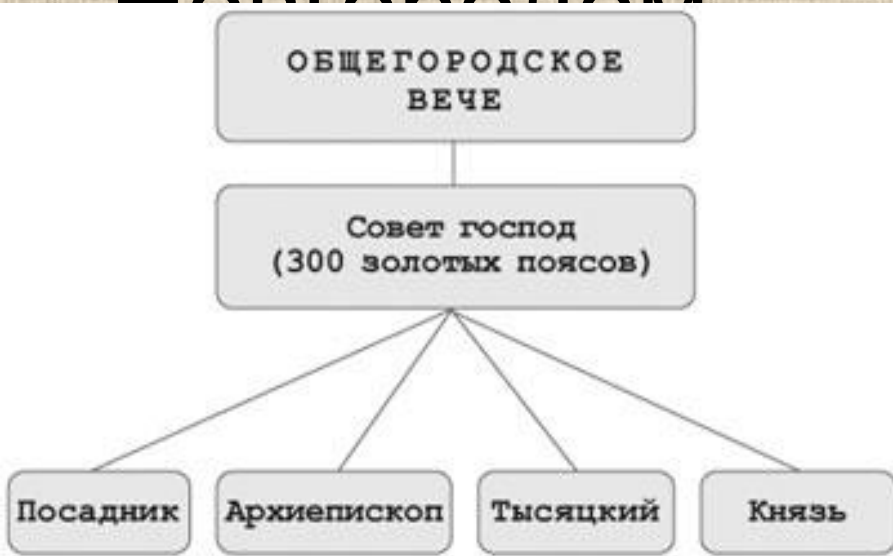 ОБЩЕГОРОДСКОЕ
ВЕЧЕ
Совет господ
(300 золотых поясов)
Посадник
Архиепископ
Тысяцкий
Князь